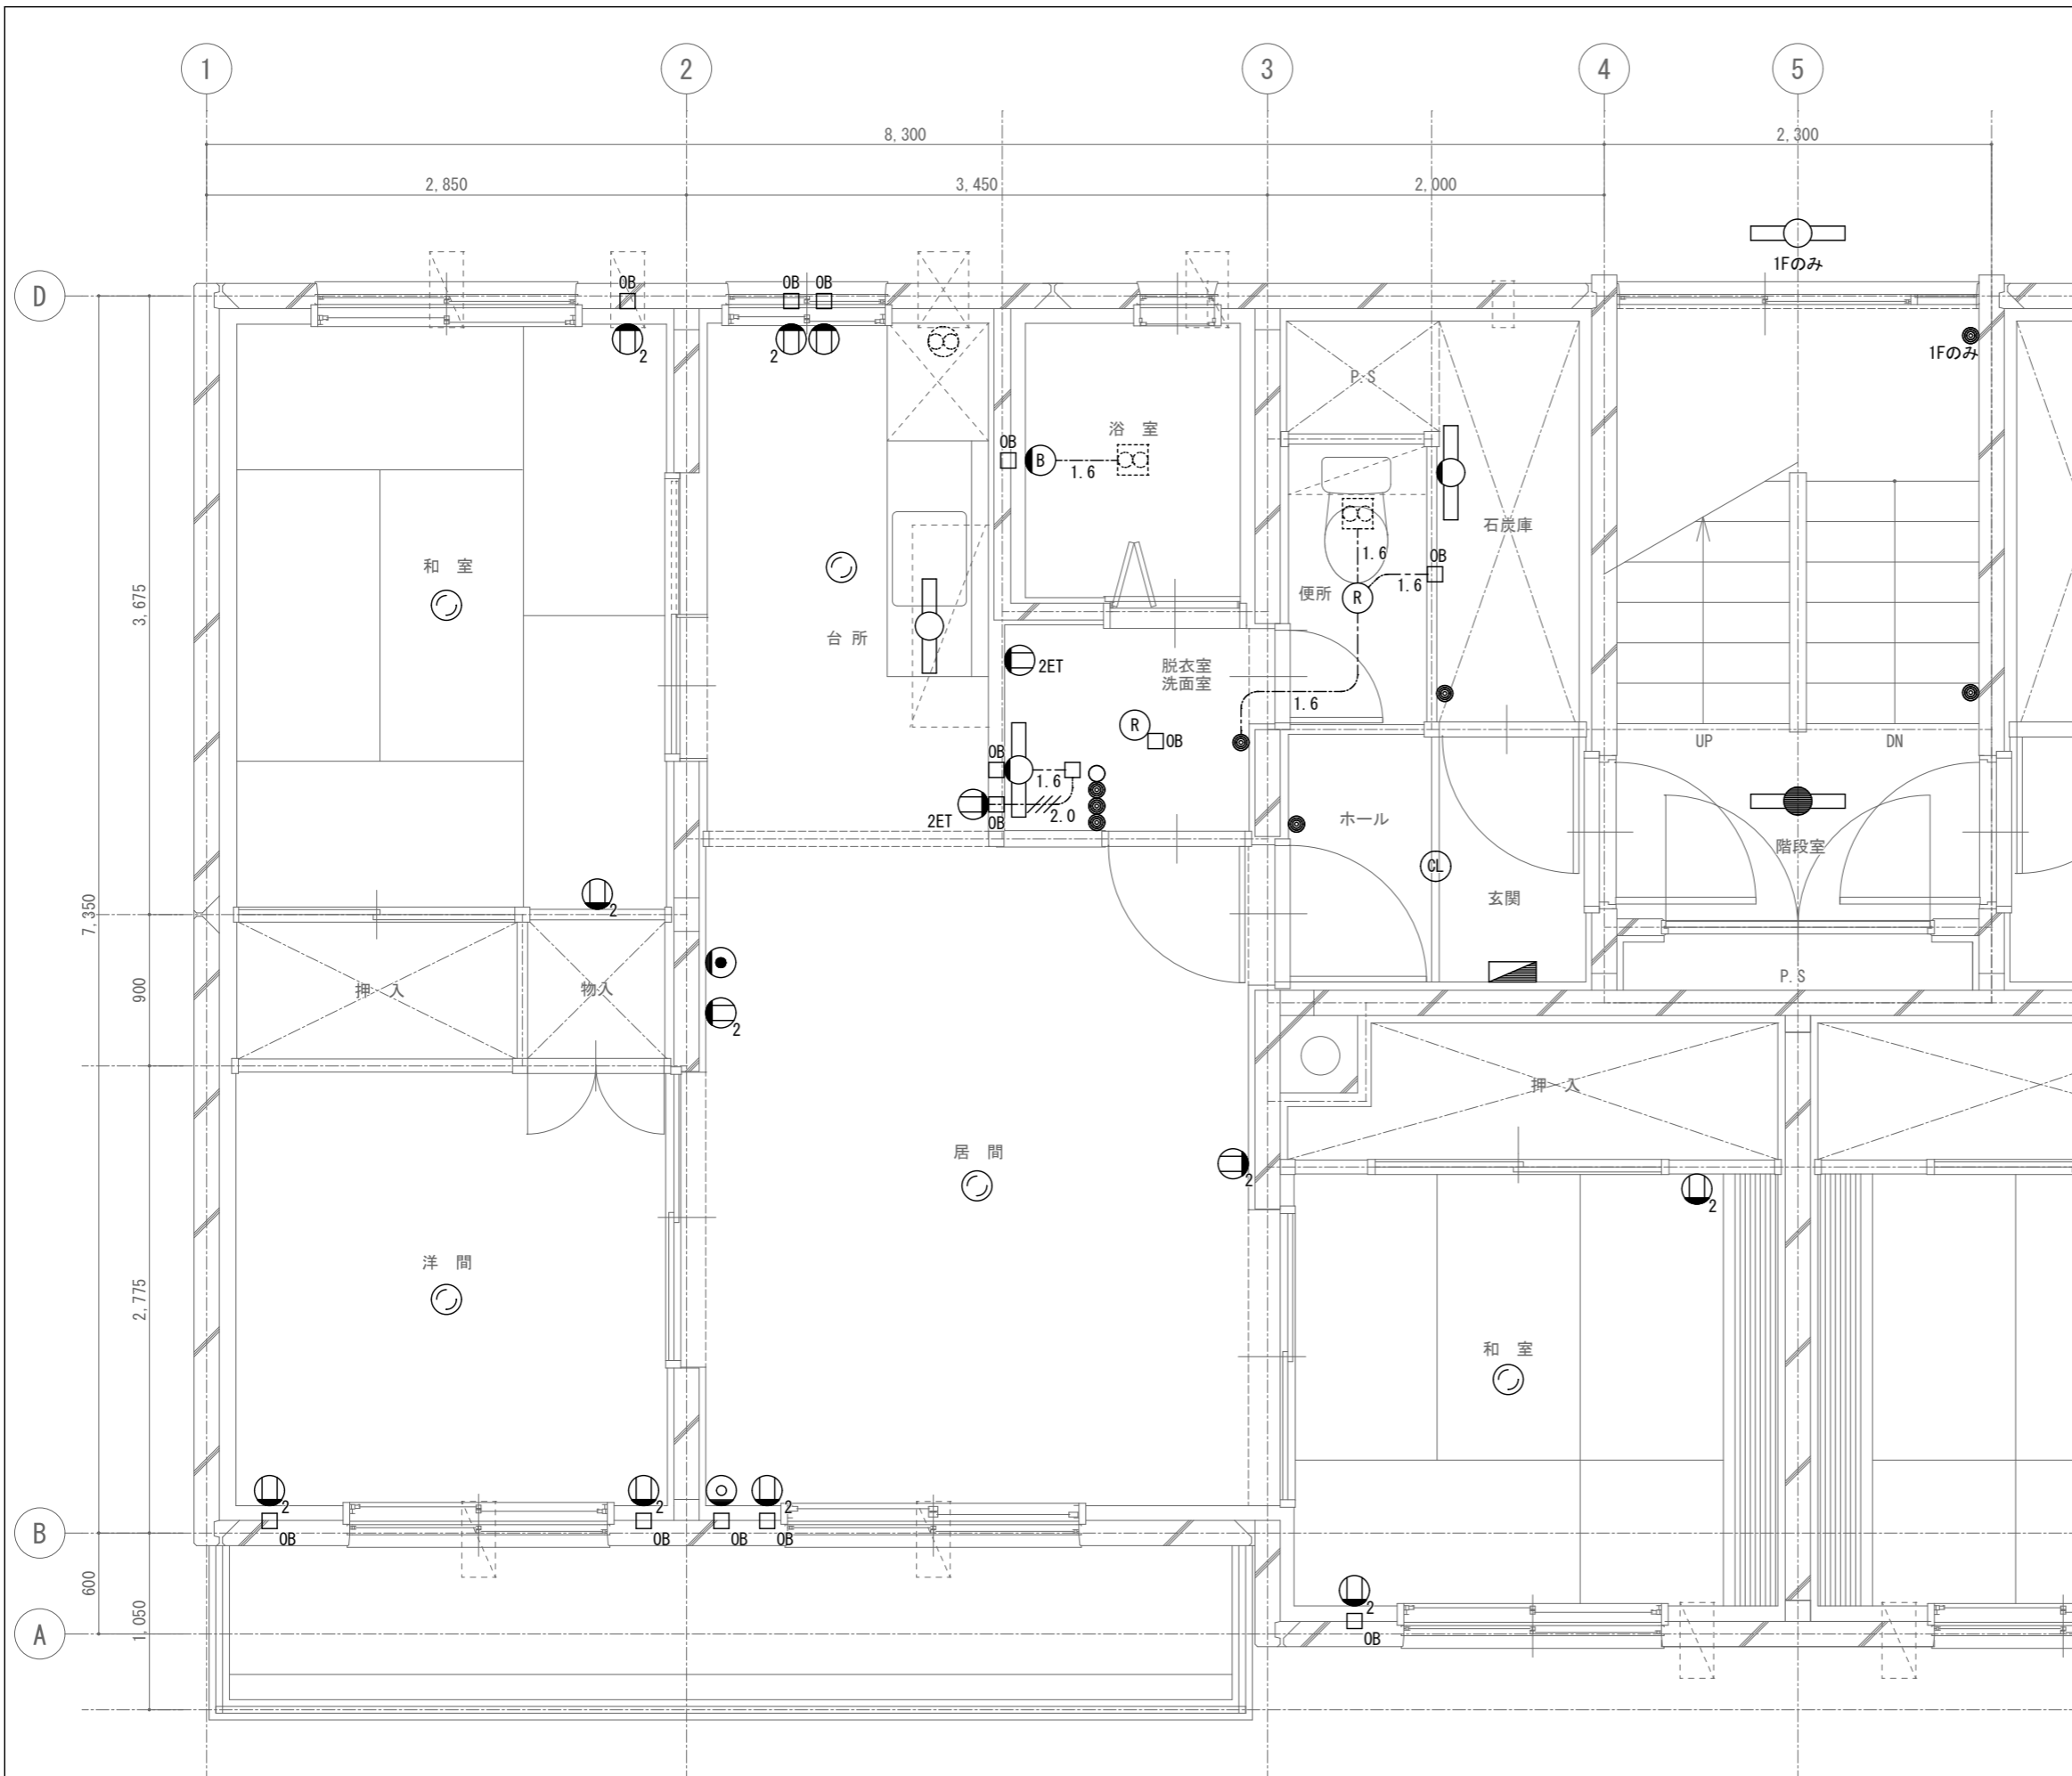 1
2
3
4
5
8,300
2,300
2,850
3,450
2,000
1Fのみ
D
OB
OB
OB
2
2
1Fのみ
P.S
浴 室
OB
B
1.6
和 室
石炭庫
1.6
OB
1.6
便所
R
3,675
台 所
2ET
脱衣室
洗面室
1.6
R
OB
UP
DN
OB
1.6
2ET
OB
2.0
ホール
階段室
CL
玄関
2
7,350
900
押 入
物入
P.S
2
押 入
居 間
2
2
洋 間
2,775
和 室
2
2
2
B
OB
OB
OB
OB
600
2
1,050
A
OB